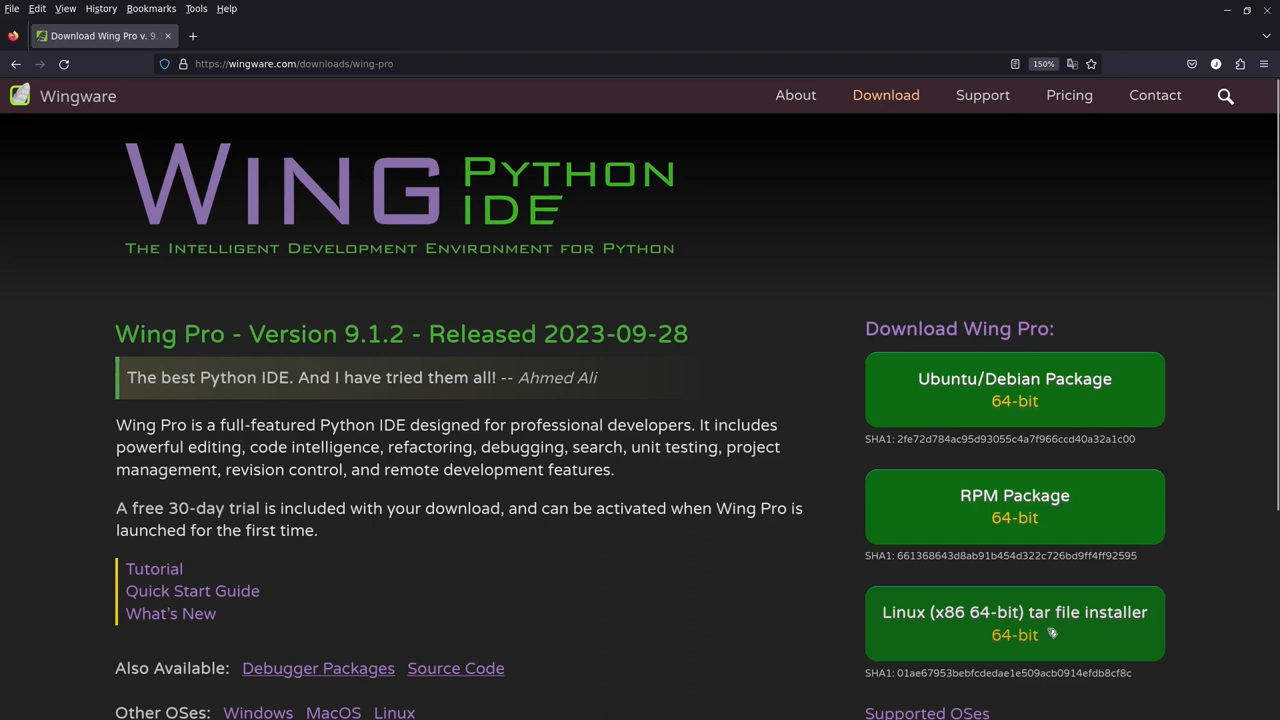 File Edit View History Bookmarks Tools Help
Download Wing Pro v. 9.
https://wingware.com/downloads/wing-pro
150%
Wingware
About Download Support Pricing Contact
WING PYTHON IDE
THE INTELLIGENT DEVELOPMENT ENVIRONMENT FOR PYTHON
Wing Pro - Version 9.1.2 - Released 2023-09-28
The best Python IDE. And I have tried them all! -- Ahmed Ali
Wing Pro is a full-featured Python IDE designed for professional developers. It includes
powerful editing, code intelligence, refactoring, debugging, search, unit testing, project
management, revision control, and remote development features.
A free 30-day trial is included with your download, and can be activated when Wing Pro is
launched for the first time.
Tutorial
Quick Start Guide
What's New
Also Available: Debugger Packages Source Code
Other OSes: Windows MacOS Linux
Download Wing Pro:
Ubuntu/Debian Package
64-bit
SHA1: 2fe72d784ac95d93055c4a7f966ccd40a32a1c00
RPM Package
64-bit
SHA1: 661368643d8ab91b454d322c726bd9ff4ff92595
Linux (x86 64-bit) tar file installer
64-bit
SHA1: 01ae67953bebfcdedae1e509acb0914efdb8cf8c
Supported OSes